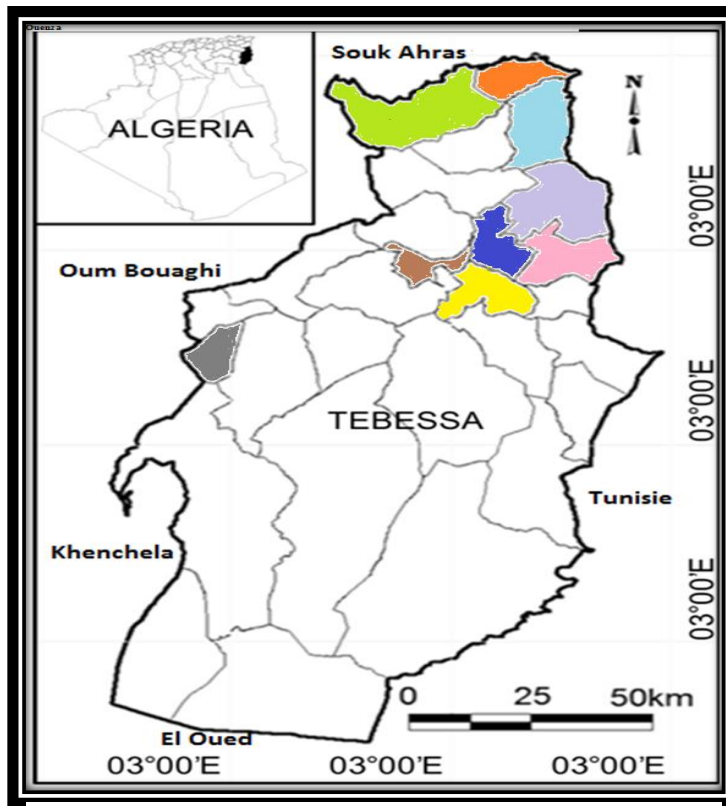 Ouenza
Souk Ahras
N
ALGERIA
03°00'E
Oum Bouaghi
03°00'E
TEBESSA
Tunisie
Khenchela
03°00'E
0 25 50km
El Oued
03°00'E 03°00'E 03°00'E